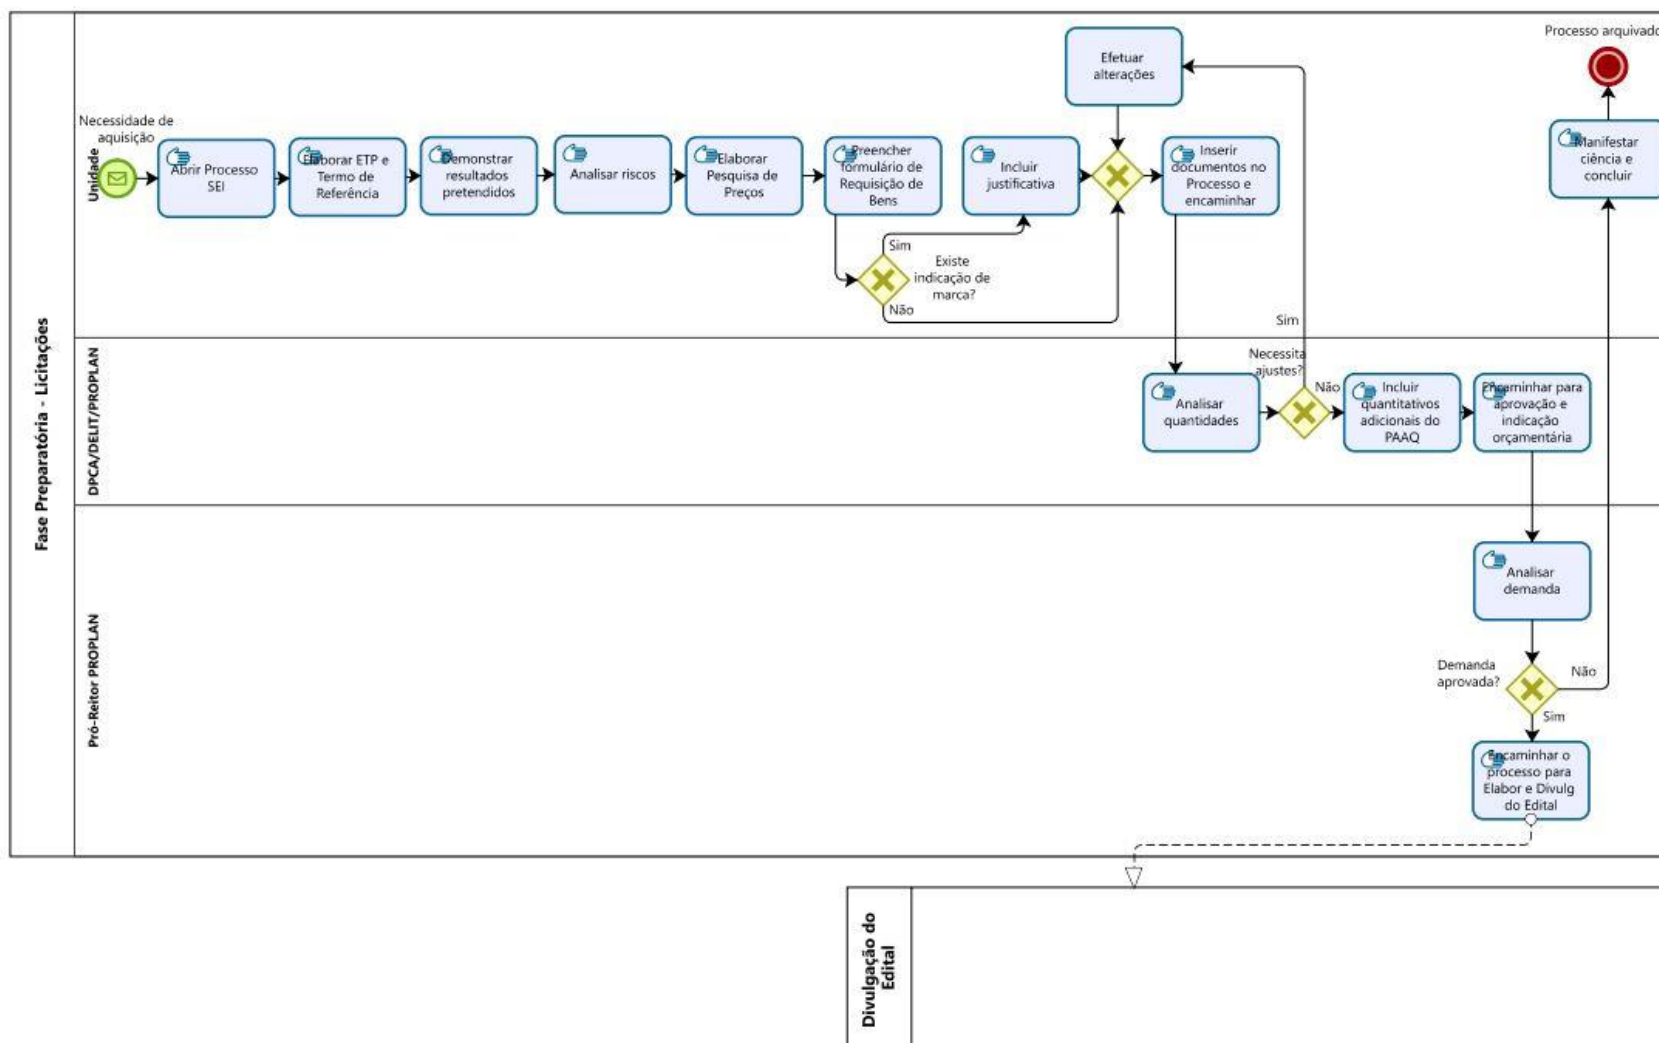 Fase Preparatória - Licitações
Unidade
Necessidade de
aquisição
Abrir Processo
SEI
Elaborar ETP e
Termo de
Referência
Demonstrar
resultados
pretendidos
Analisar riscos
Elaborar
Pesquisa de
Preços
Preencher
formulário de
Requisição de
Bens
Sim
Existe
indicação de
marca?
Não
Incluir
justificativa
Efetuar
alterações
Inserir
documentos no
Processo e
encaminhar
Processo arquivado
Manifestar
ciência e
concluir
DPCA/DELIT/PROPLAN
Analisar
quantidades
Sim
Necessita
ajustes?
Não
Incluir
quantitativos
adicionais do
PAAQ
Encaminhar para
aprovação e
indicação
orçamentária
Pró-Reitor PROPLAN
Analisar
demanda
Demanda
aprovada?
Não
Sim
Encaminhar o
processo para
Elabor e Divulg
do Edital
Divulgação do
Edital